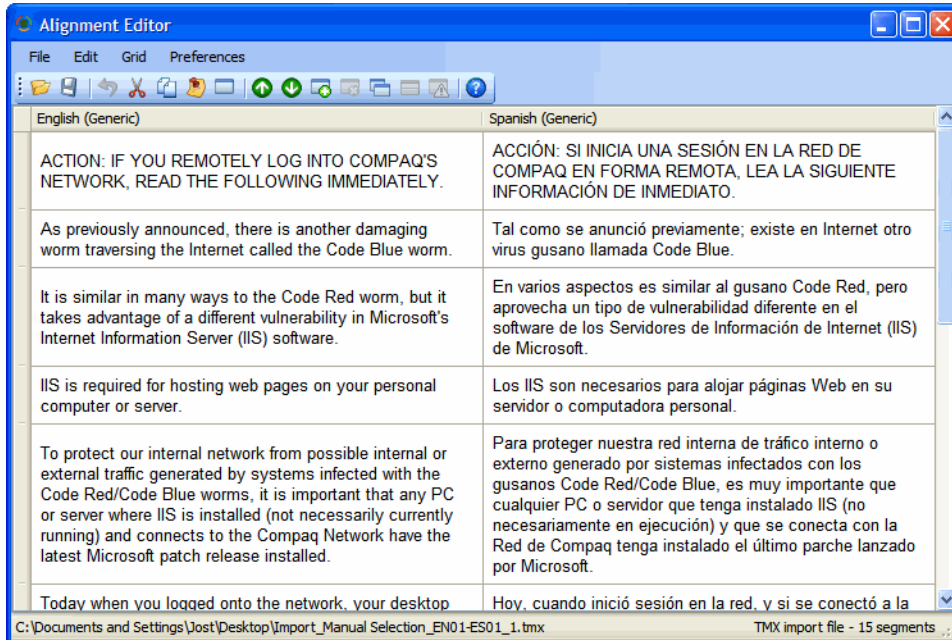 Alignment Editor
File Edit Grid Preferences
English (Generic) Spanish (Generic)
ACTION: IF YOU REMOTELY LOG INTO COMPAQ'S
NETWORK, READ THE FOLLOWING IMMEDIATELY.
ACCIÓN: SI INICIA UNA SESIÓN EN LA RED DE
COMPAQ EN FORMA REMOTA, LEA LA SIGUIENTE
INFORMACIÓN DE INMEDIATO.
As previously announced, there is another damaging
worm traversing the Internet called the Code Blue worm.
Tal como se anunció previamente; existe en Internet otro
virus gusano llamada Code Blue.
It is similar in many ways to the Code Red worm, but it
takes advantage of a different vulnerability in Microsoft's
Internet Information Server (IIS) software.
En varios aspectos es similar al gusano Code Red, pero
aprovecha un tipo de vulnerabilidad diferente en el
software de los Servidores de Información de Internet (IIS)
de Microsoft.
IIS is required for hosting web pages on your personal
computer or server.
Los IIS son necesarios para alojar páginas Web en su
servidor o computadora personal.
To protect our internal network from possible internal or
external traffic generated by systems infected with the
Code Red/Code Blue worms, it is important that any PC
or server where IIS is installed (not necessarily currently
running) and connects to the Compaq Network have the
latest Microsoft patch release installed.
Para proteger nuestra red interna de tráfico interno o
externo generado por sistemas infectados con los
gusanos Code Red/Code Blue, es muy importante que
cualquier PC o servidor que tenga instalado IIS (no
necesariamente en ejecución) y que se conecta con la
Red de Compaq tenga instalado el último parche lanzado
por Microsoft.
Today when you logged onto the network, your desktop
Hoy, cuando inició sesión en la red, y si se conectó a la
C:\Documents and Settings\Jost\Desktop\Import_Manual Selection_EN01-ES01_1.tmx TMX import file - 15 segments